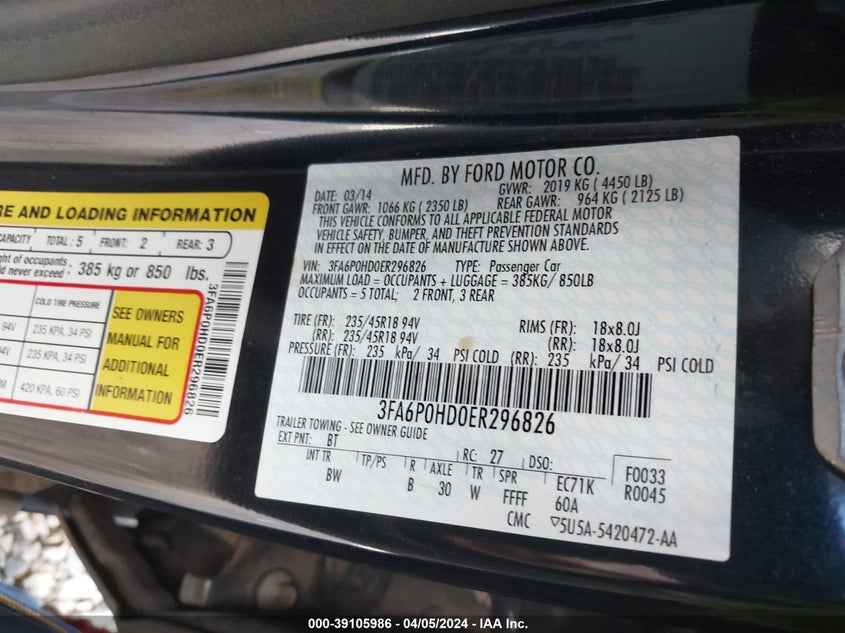 MFD. BY FORD MOTOR CO.
DATE: 03/14 GVWR: 2019 KG ( 4450 LB)
FRONT GAWR: 1066 KG ( 2350 LB) REAR GAWR: 964 KG ( 2125 LB)
THIS VEHICLE CONFORMS TO ALL APPLICABLE FEDERAL MOTOR
VEHICLE SAFETY, BUMPER, AND THEFT PREVENTION STANDARDS
IN EFFECT ON THE DATE OF MANUFACTURE SHOWN ABOVE.
VIN: 3FA6P0HD0ER296826 TYPE: Passenger Car
MAXIMUM LOAD = OCCUPANTS + LUGGAGE = 385KG/ 850LB
OCCUPANTS = 5 TOTAL; 2 FRONT, 3 REAR
TIRE (FR): 235/45R18 94V RIMS (FR): 18x8.0J
(RR): 235/45R18 94V (RR): 18x8.0J
PRESSURE (FR): 235 kPa/ 34 PSI COLD (RR): 235 kPa/ 34 PSI COLD
3FA6P0HD0ER296826
TRAILER TOWING - SEE OWNER GUIDE
EXT PNT: BT RC: 27 DSO: F0033
INT TR TP/PS R AXLE TR SPR EC71K R0045
BW B 30 W FFFF 60A
CMC ▽5U5A-5420472-AA
RE AND LOADING INFORMATION
CAPACITY TOTAL: 5 FRONT: 2 REAR: 3
ght of occupants
d never exceed 385 kg or 850 lbs.
COLD TIRE PRESSURE
94V 235 KPA, 34 PSI
94V 235 KPA, 34 PSI
M 420 KPA, 60 PSI
SEE OWNERS
MANUAL FOR
ADDITIONAL
INFORMATION
3FA6P0HD0ER296826
000-39105986 - 04/05/2024 - IAA Inc.